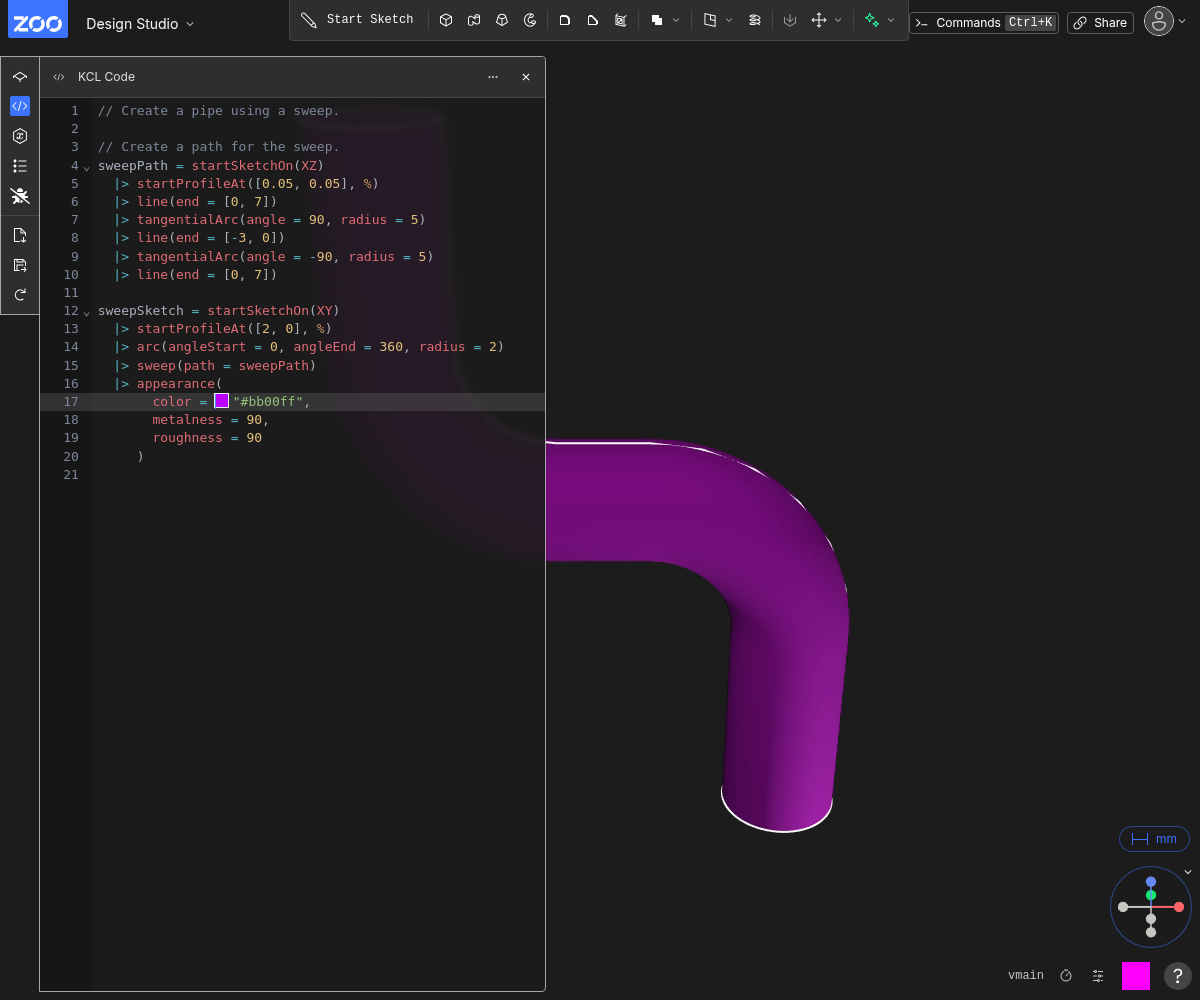 ZOO
Design Studio
Start Sketch
Commands Ctrl+K
Share
KCL Code
1 // Create a pipe using a sweep.
2
3 // Create a path for the sweep.
4 sweepPath = startSketchOn(XZ)
5 |> startProfileAt([0.05, 0.05], %)
6 |> line(end = [0, 7])
7 |> tangentialArc(angle = 90, radius = 5)
8 |> line(end = [-3, 0])
9 |> tangentialArc(angle = -90, radius = 5)
10 |> line(end = [0, 7])
11
12 sweepSketch = startSketchOn(XY)
13 |> startProfileAt([2, 0], %)
14 |> arc(angleStart = 0, angleEnd = 360, radius = 2)
15 |> sweep(path = sweepPath)
16 |> appearance(
17 color = "#bb00ff",
18 metalness = 90,
19 roughness = 90
20 )
21
mm
vmain
?